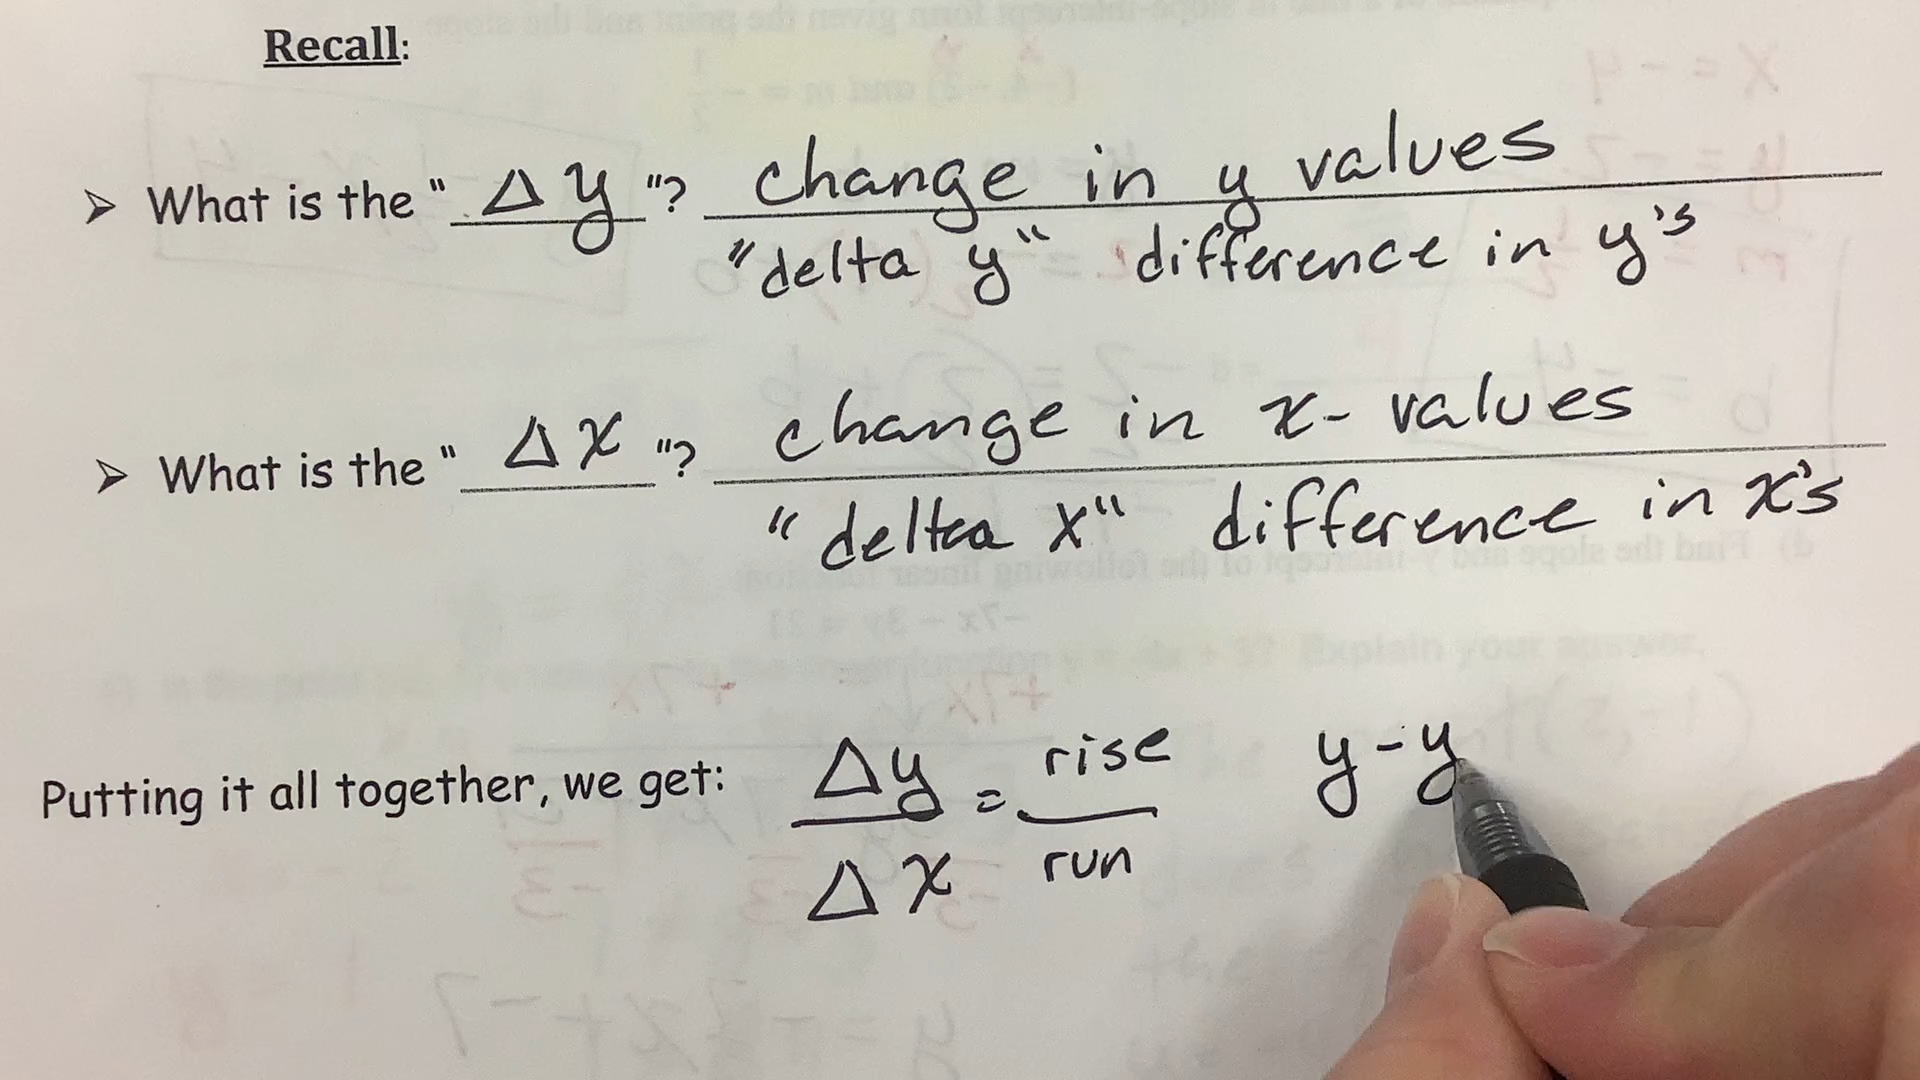 Recall:
➤ What is the " Δy "? change in y values
"delta y" difference in y's
➤ What is the " Δx "? change in x- values
"delta x" difference in x's
Putting it all together, we get: Δy/Δx = rise/run y-y